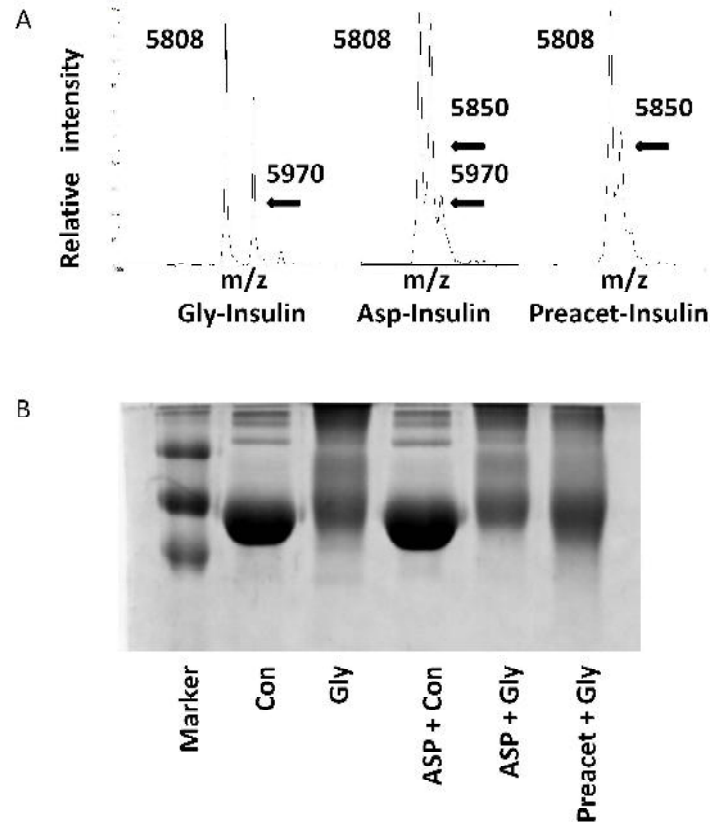 A
5808
5808
5808
5850
5850
5970
5970
Relative intensity
m/z
m/z
m/z
Gly-Insulin
Asp-Insulin
Preacet-Insulin
B
Marker
Con
Gly
ASP + Con
ASP + Gly
Preacet + Gly